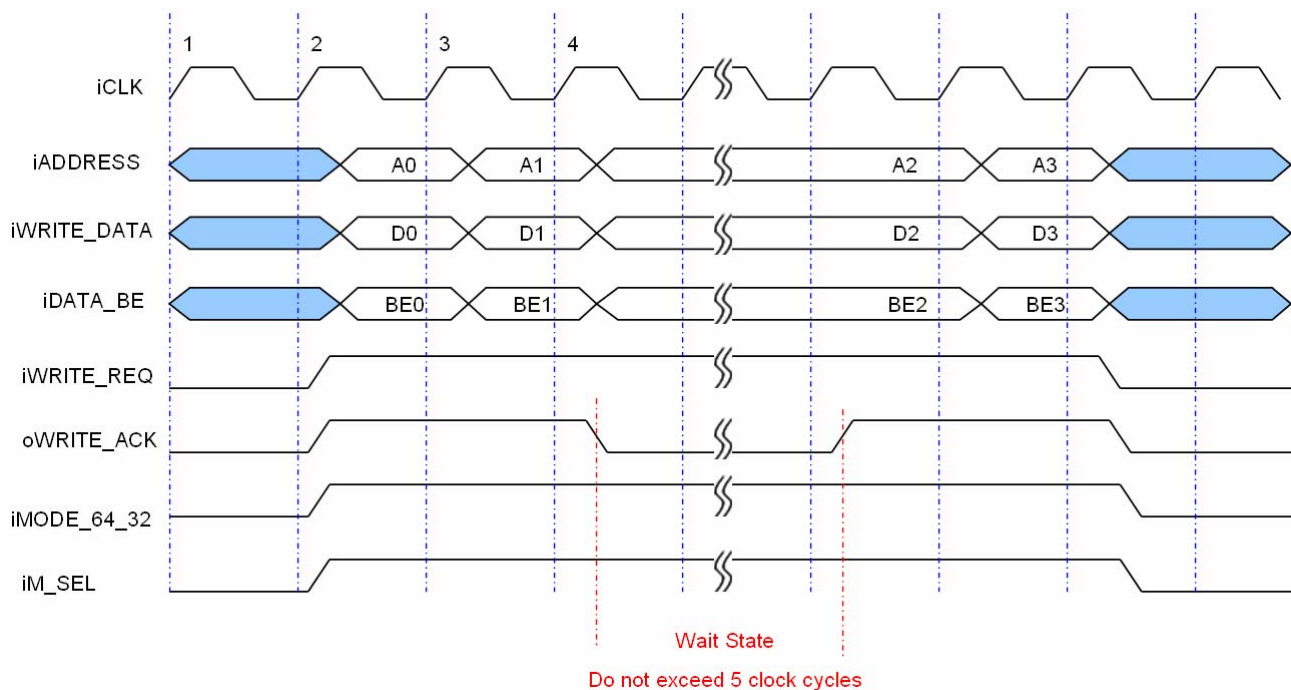 1 2 3 4
iCLK
iADDRESS A0 A1 A2 A3
iWRITE_DATA D0 D1 D2 D3
iDATA_BE BE0 BE1 BE2 BE3
iWRITE_REQ
oWRITE_ACK
iMODE_64_32
iM_SEL
Wait State
Do not exceed 5 clock cycles